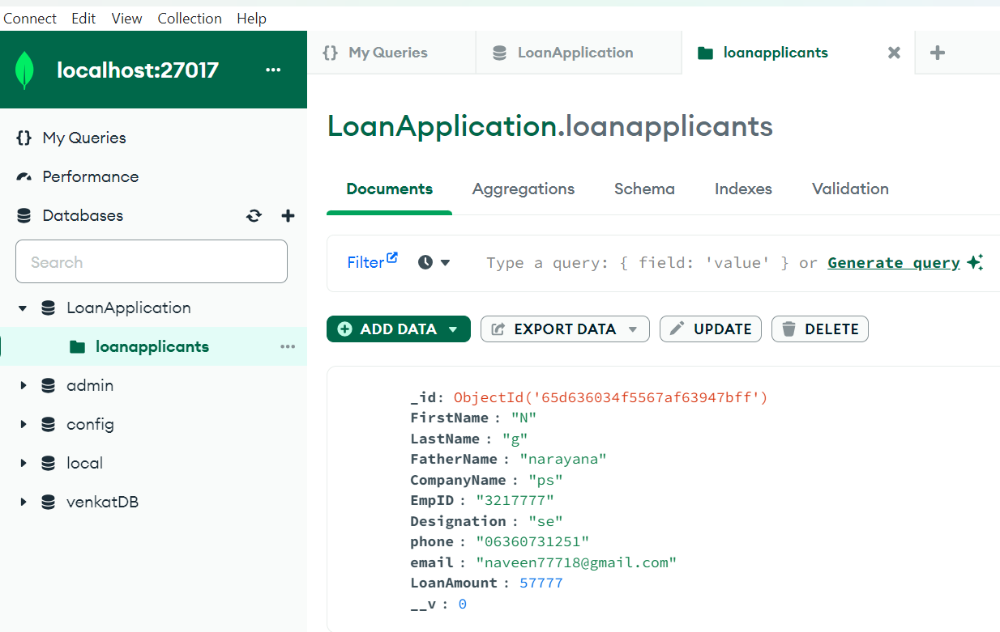 Connect Edit View Collection Help
localhost:27017 ...
{} My Queries
Performance
Databases
Search
LoanApplication
loanapplicants ...
admin
config
local
venkatDB
{} My Queries LoanApplication loanapplicants
LoanApplication.loanapplicants
Documents Aggregations Schema Indexes Validation
Filter Type a query: { field: 'value' } or Generate query
ADD DATA EXPORT DATA UPDATE DELETE
_id: ObjectId('65d636034f5567af63947bff')
FirstName : "N"
LastName : "g"
FatherName : "narayana"
CompanyName : "ps"
EmpID : "3217777"
Designation : "se"
phone : "06360731251"
email : "naveen77718@gmail.com"
LoanAmount : 57777
__v : 0